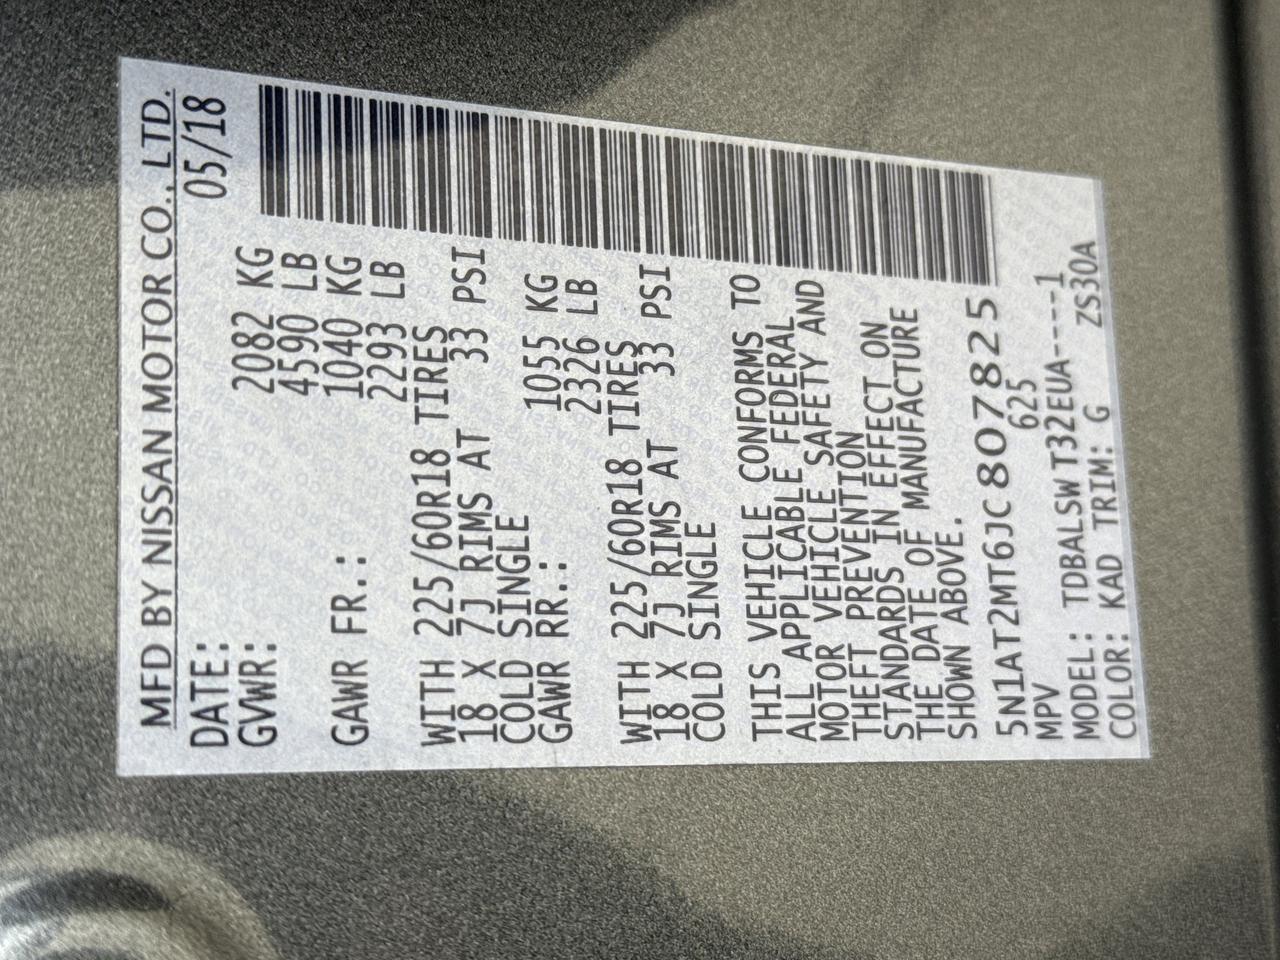 MFD BY NISSAN MOTOR CO., LTD.
DATE: 05/18
GVWR: 2082 KG
4590 LB
GAWR FR.: 1040 KG
2293 LB
WITH 225/60R18 TIRES
18 X 7J RIMS AT 33 PSI
COLD SINGLE
GAWR RR.: 1055 KG
2326 LB
WITH 225/60R18 TIRES
18 X 7J RIMS AT 33 PSI
COLD SINGLE
THIS VEHICLE CONFORMS TO
ALL APPLICABLE FEDERAL
MOTOR VEHICLE SAFETY AND
THEFT PREVENTION
STANDARDS IN EFFECT ON
THE DATE OF MANUFACTURE
SHOWN ABOVE.
5N1AT2MT6JC807825
MPV 625
MODEL: TDBALSWT32EUA----1
COLOR: KAD TRIM: G ZS30A